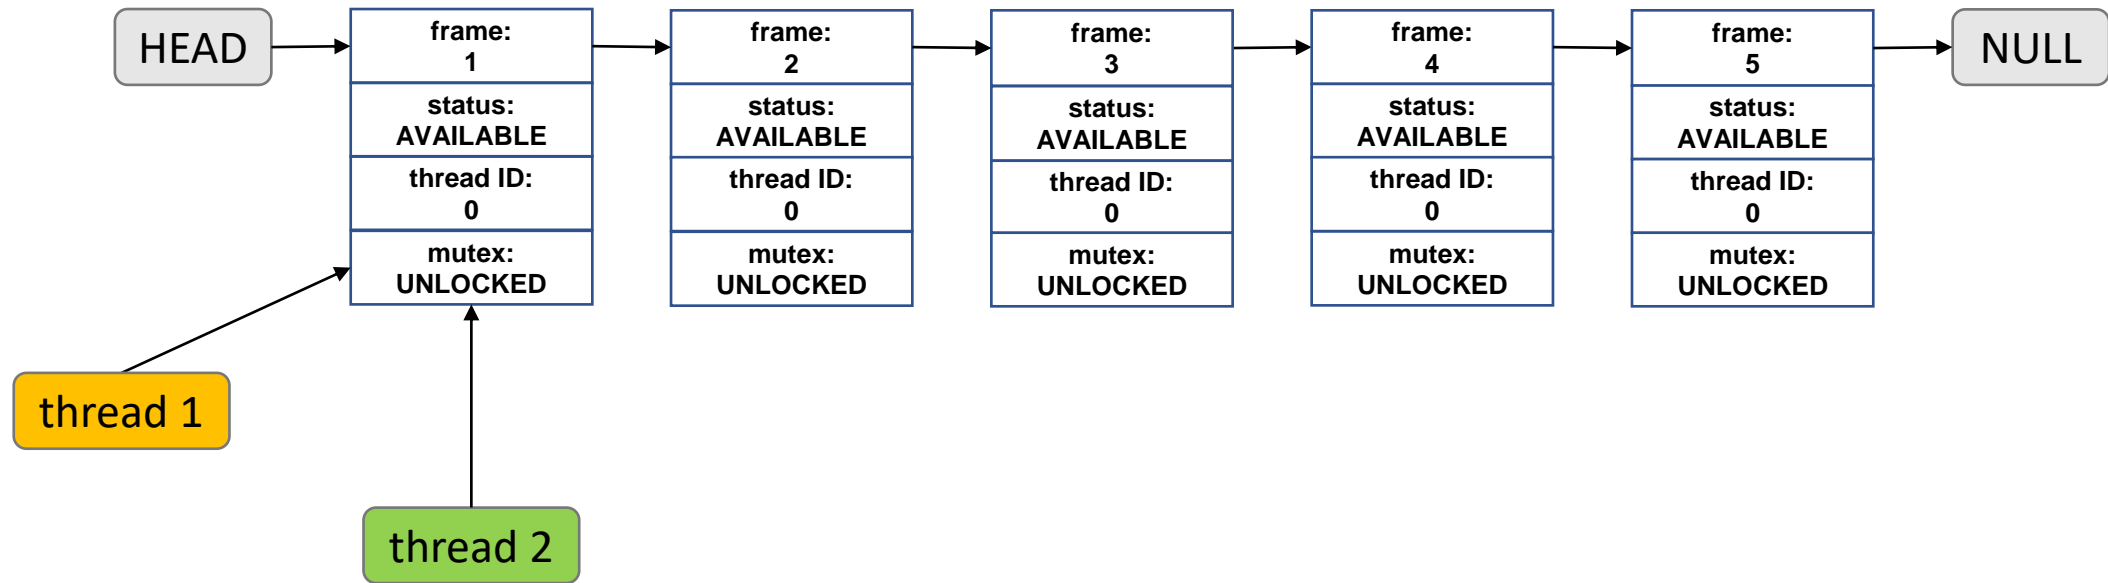 HEAD
frame:
1
status:
AVAILABLE
thread ID:
0
mutex:
UNLOCKED
frame:
2
status:
AVAILABLE
thread ID:
0
mutex:
UNLOCKED
frame:
3
status:
AVAILABLE
thread ID:
0
mutex:
UNLOCKED
frame:
4
status:
AVAILABLE
thread ID:
0
mutex:
UNLOCKED
frame:
5
status:
AVAILABLE
thread ID:
0
mutex:
UNLOCKED
NULL
thread 1
thread 2